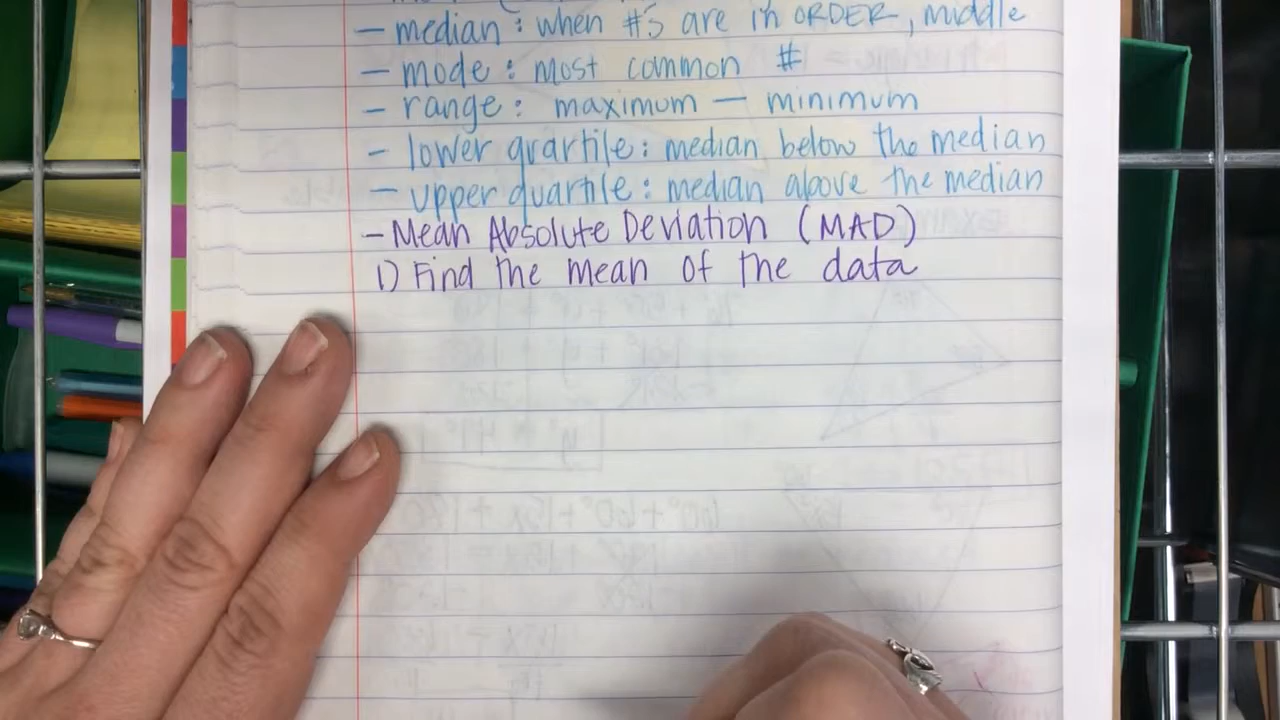 - median: when #'s are in ORDER, middle
- mode: most common #
- range: maximum - minimum
- lower quartile: median below the median
- upper quartile: median above the median
- Mean Absolute Deviation (MAD)
1) Find the mean of the data